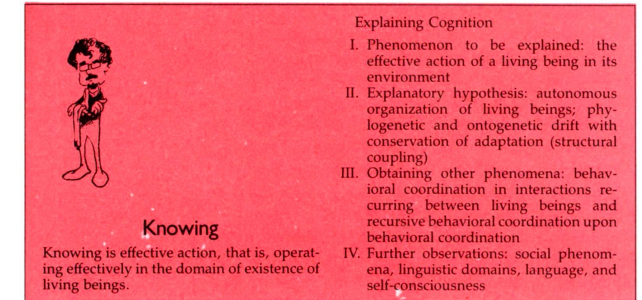 Knowing
Knowing is effective action, that is, operat-
ing effectively in the domain of existence of
living beings.
Explaining Cognition
I. Phenomenon to be explained: the
effective action of a living being in its
environment
II. Explanatory hypothesis: autonomous
organization of living beings; phy-
logenetic and ontogenetic drift with
conservation of adaptation (structural
coupling)
III. Obtaining other phenomena: behav-
ioral coordination in interactions re-
curring between living beings and
recursive behavioral coordination upon
behavioral coordination
IV. Further observations: social phenom-
ena, linguistic domains, language, and
self-consciousness